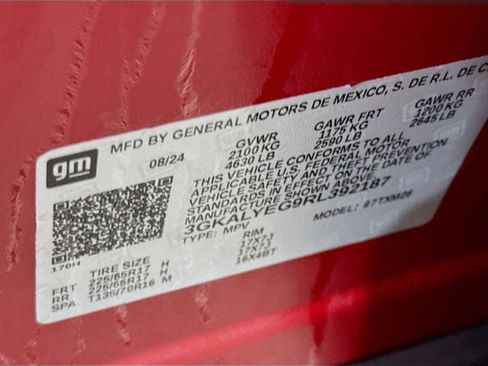 gm
MFD BY GENERAL MOTORS DE MEXICO, S. DE R.L. DE C
08/24
GVWR GAWR FRT GAWR RR
2100 KG 1175 KG 1200 KG
4630 LB 2590 LB 2645 LB
THIS VEHICLE CONFORMS TO ALL
APPLICABLE U.S. FEDERAL MOTOR
VEHICLE SAFETY AND THEFT PREVENTION
STANDARDS IN EFFECT ON THE DATE OF
MANUFACTURE SHOWN ABOVE.
3GKALYEG9RL392187
TYPE: MPV MODEL: 97TXM26
170H
TIRE SIZE RIM
FRT 225/65R17 H 17X7J
RR 225/65R17 H 17X7J
SPA T135/70R16 M 16X4BT